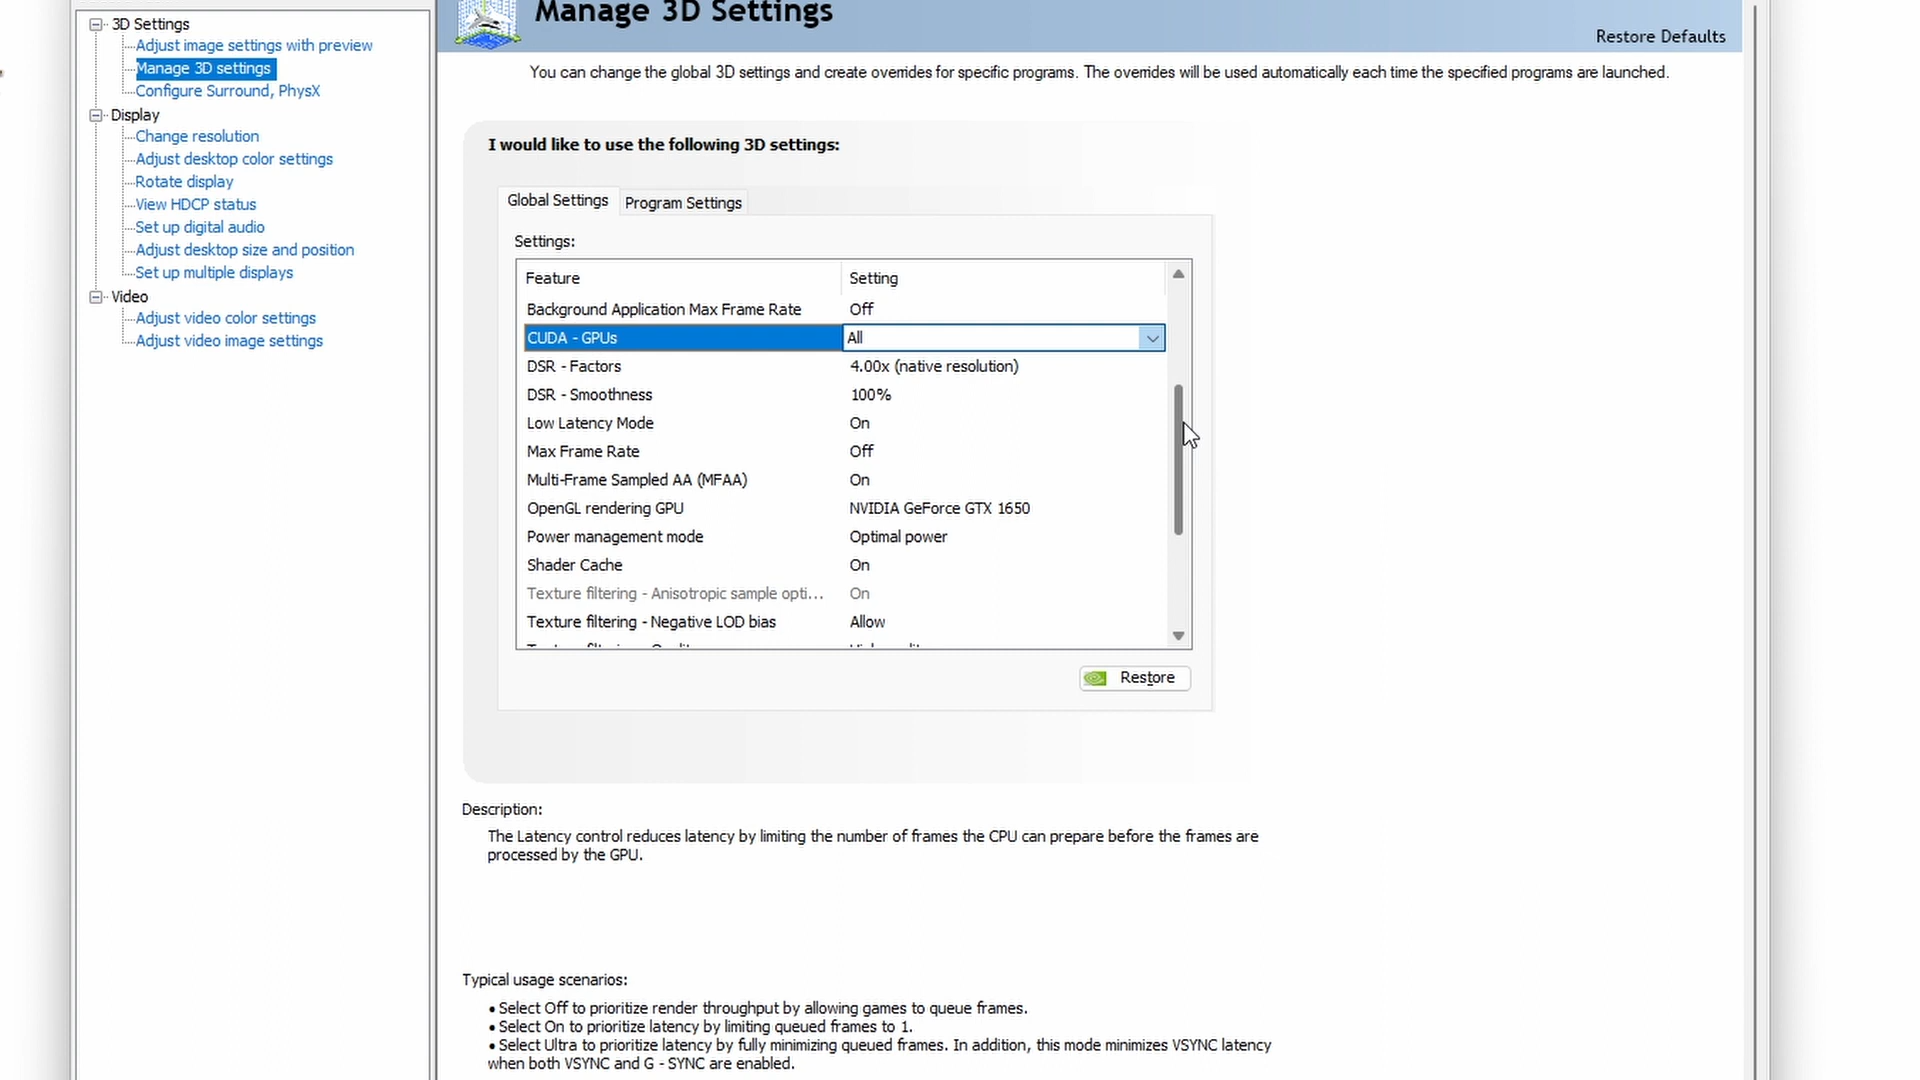 3D Settings
Adjust image settings with preview
Manage 3D settings
Configure Surround, PhysX
Display
Change resolution
Adjust desktop color settings
Rotate display
View HDCP status
Set up digital audio
Adjust desktop size and position
Set up multiple displays
Video
Adjust video color settings
Adjust video image settings
Manage 3D Settings
Restore Defaults
You can change the global 3D settings and create overrides for specific programs. The overrides will be used automatically each time the specified programs are launched.
I would like to use the following 3D settings:
Global Settings Program Settings
Settings:
Feature Setting
Background Application Max Frame Rate Off
CUDA - GPUs All
DSR - Factors 4.00x (native resolution)
DSR - Smoothness 100%
Low Latency Mode On
Max Frame Rate Off
Multi-Frame Sampled AA (MFAA) On
OpenGL rendering GPU NVIDIA GeForce GTX 1650
Power management mode Optimal power
Shader Cache On
Texture filtering - Anisotropic sample opti... On
Texture filtering - Negative LOD bias Allow
Restore
Description:
The Latency control reduces latency by limiting the number of frames the CPU can prepare before the frames are
processed by the GPU.
Typical usage scenarios:
• Select Off to prioritize render throughput by allowing games to queue frames.
• Select On to prioritize latency by limiting queued frames to 1.
• Select Ultra to prioritize latency by fully minimizing queued frames. In addition, this mode minimizes VSYNC latency
when both VSYNC and G - SYNC are enabled.